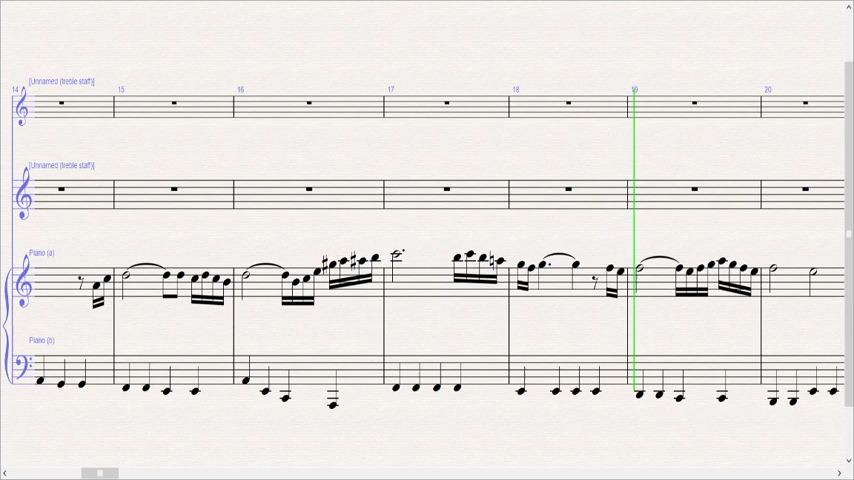 [Unnamed (treble staff)]
14 15 16 17 18 19 20
[Unnamed (treble staff)]
Piano (a)
Piano (b)